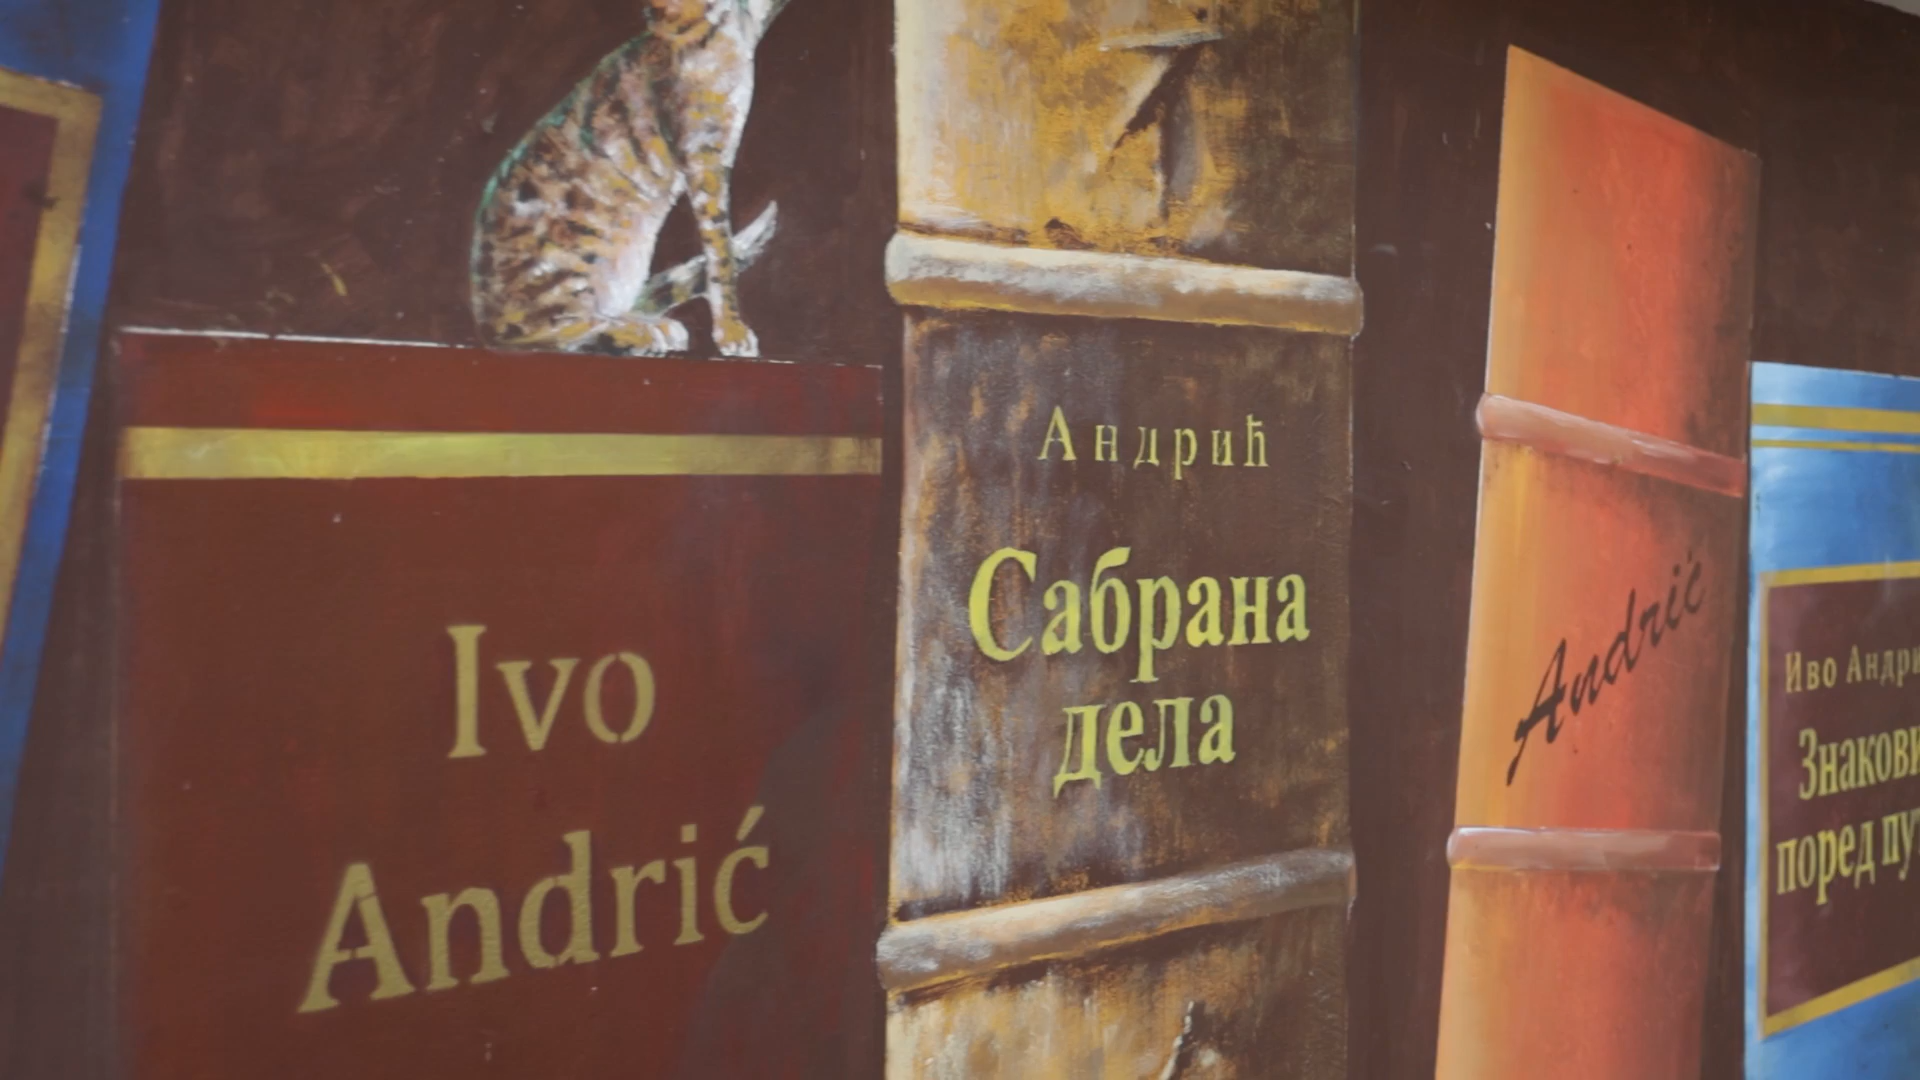 Ivo
Andrić
Андрић
Сабрана
дела
Andrić
Иво Андри
Знакови
поред пу